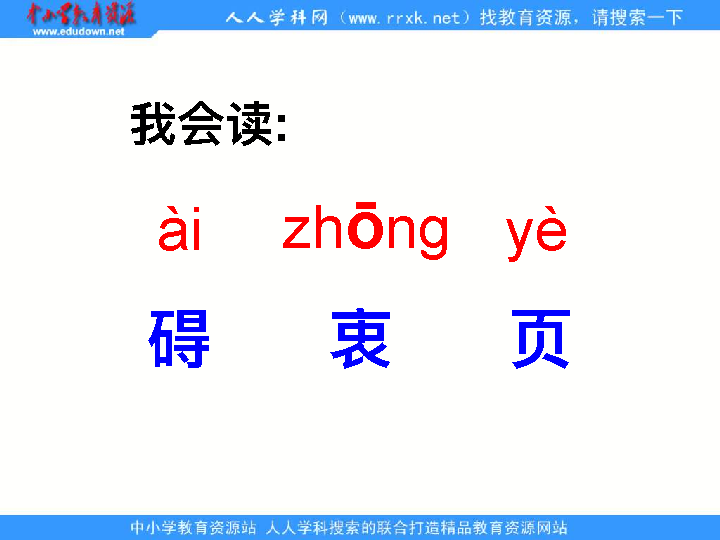 中小学教育资源
www.edudown.net
人人学科网（www.rrxk.net）找教育资源，请搜索一下
我会读:
ài zhōng yè
碍 衷 页
中小学教育资源站 人人学科搜索的联合打造精品教育资源网站